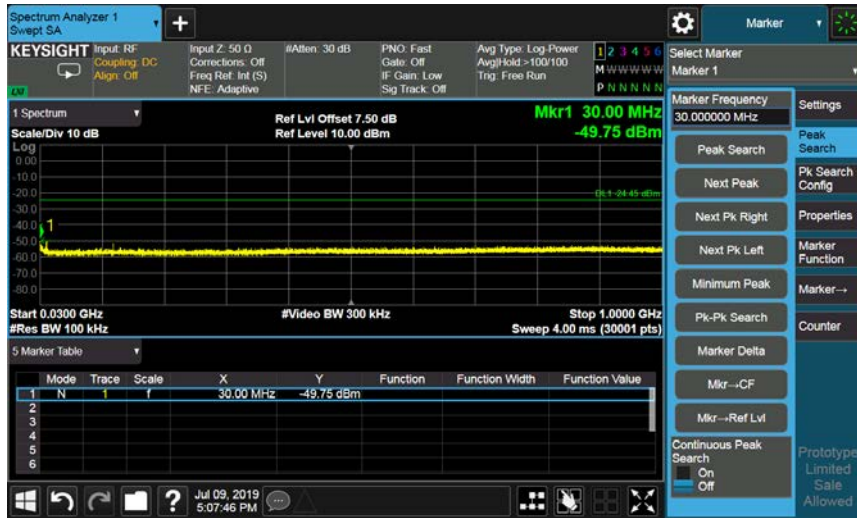 Spectrum Analyzer 1
Swept SA
+
Marker
KEYSIGHT
Input: RF
Coupling: DC
Align: Off
Input Z: 50 Ω
Corrections: Off
Freq Ref: Int (S)
NFE: Adaptive
#Atten: 30 dB
PNO: Fast
Gate: Off
IF Gain: Low
Sig Track: Off
Avg Type: Log-Power
Avg|Hold:>100/100
Trig: Free Run
1 2 3 4 5 6
M W W W W W
P N N N N N
LXI
Select Marker
Marker 1
1 Spectrum
Scale/Div 10 dB
Ref Lvl Offset 7.50 dB
Ref Level 10.00 dBm
Mkr1 30.00 MHz
-49.75 dBm
Log
0.00
-10.0
-20.0
-30.0
-40.0
-50.0
-60.0
-70.0
-80.0
DL1 -24.45 dBm
1
Start 0.0300 GHz
#Res BW 100 kHz
#Video BW 300 kHz
Stop 1.0000 GHz
Sweep 4.00 ms (30001 pts)
5 Marker Table
Mode Trace Scale X Y Function Function Width Function Value
1 N 1 f 30.00 MHz -49.75 dBm
2
3
4
5
6
Marker Frequency
30.000000 MHz
Peak Search
Next Peak
Next Pk Right
Next Pk Left
Minimum Peak
Pk-Pk Search
Marker Delta
Mkr→CF
Mkr→Ref Lvl
Continuous Peak
Search
On
Off
Settings
Peak
Search
Pk Search
Config
Properties
Marker
Function
Marker→
Counter
Prototype
Limited
Sale
Allowed
?
Jul 09, 2019
5:07:46 PM